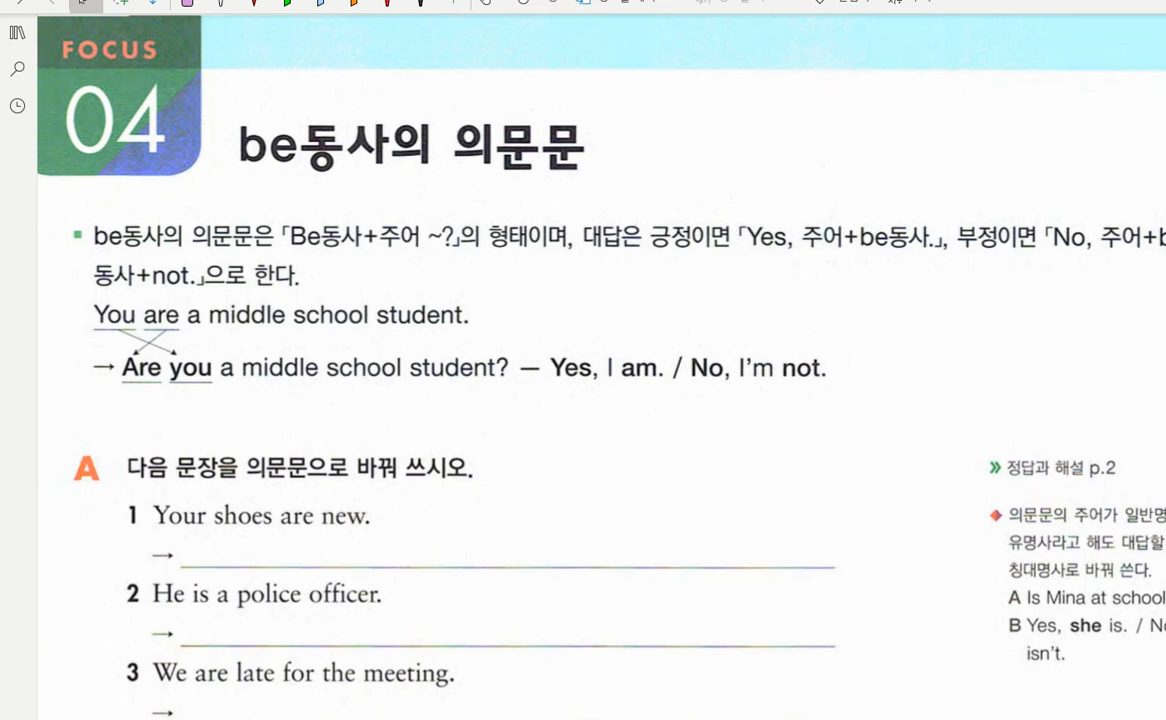 FOCUS
04
be동사의 의문문
be동사의 의문문은 「Be동사+주어 ~?」의 형태이며, 대답은 긍정이면 「Yes, 주어+be동사.」, 부정이면 「No, 주어+b
동사+not.」으로 한다.
You are a middle school student.
→ Are you a middle school student? — Yes, I am. / No, I'm not.
A 다음 문장을 의문문으로 바꿔 쓰시오.
» 정답과 해설 p.2
1 Your shoes are new.
→
2 He is a police officer.
→
3 We are late for the meeting.
→
의문문의 주어가 일반명
유명사라고 해도 대답할
칭대명사로 바꿔 쓴다.
A Is Mina at school
B Yes, she is. / No
isn't.